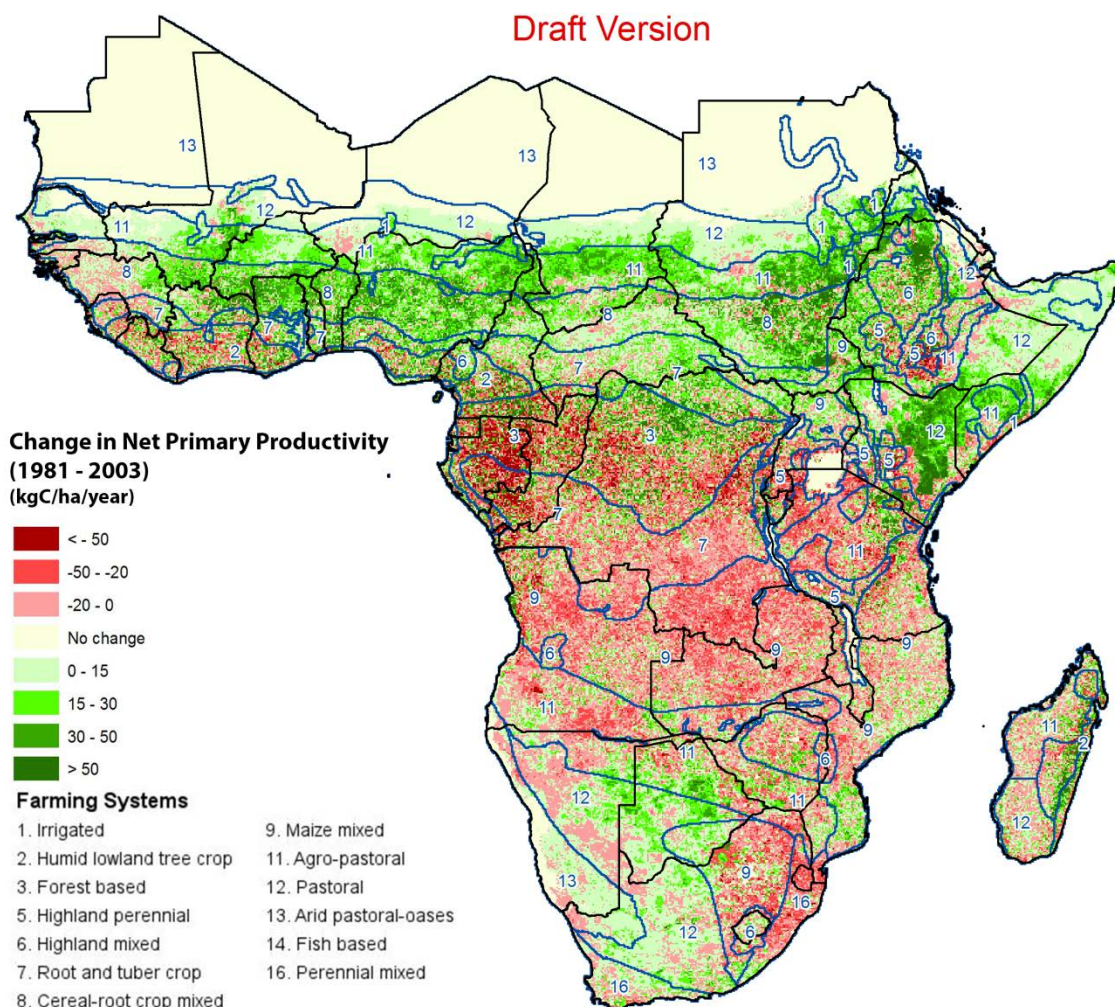 Draft Version
Change in Net Primary Productivity
(1981 - 2003)
(kgC/ha/year)
< - 50
-50 - -20
-20 - 0
No change
0 - 15
15 - 30
30 - 50
> 50
Farming Systems
1. Irrigated
2. Humid lowland tree crop
3. Forest based
5. Highland perennial
6. Highland mixed
7. Root and tuber crop
8. Cereal-root crop mixed
9. Maize mixed
11. Agro-pastoral
12. Pastoral
13. Arid pastoral-oases
14. Fish based
16. Perennial mixed
13
13
13
12
12
12
11
11
11
11
1
1
1
1
8
8
8
8
7
7
7
7
2
2
6
9
6
5
6
5
11
12
12
3
3
9
5
5
12
11
1
5
7
7
11
5
9
6
9
9
9
9
11
11
6
11
12
13
9
16
6
12
16
11
2
12